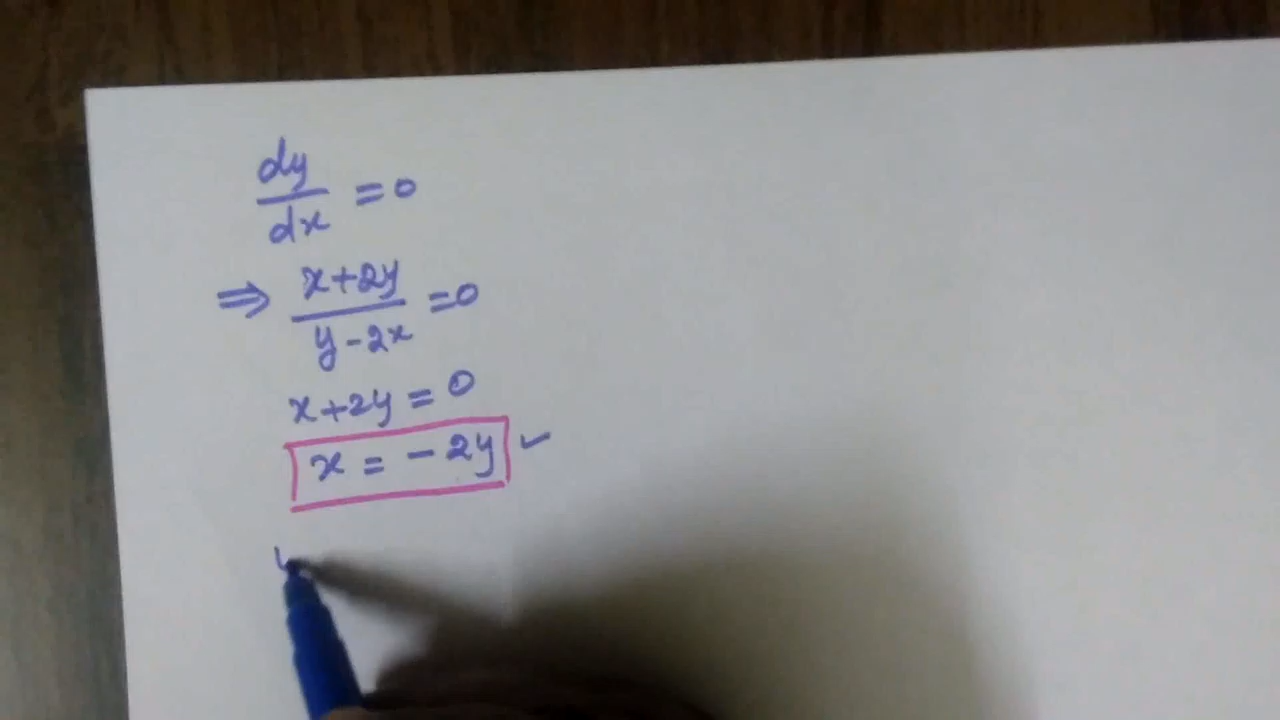 dy/dx = 0
⇒ x+2y/y-2x = 0
x+2y = 0
x = -2y ✓